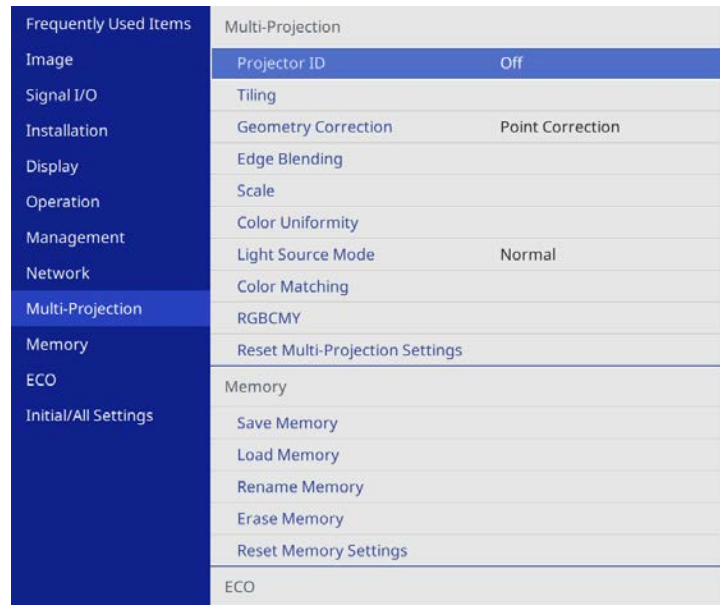 Frequently Used Items
Image
Signal I/O
Installation
Display
Operation
Management
Network
Multi-Projection
Memory
ECO
Initial/All Settings
Multi-Projection
Projector ID Off
Tiling
Geometry Correction Point Correction
Edge Blending
Scale
Color Uniformity
Light Source Mode Normal
Color Matching
RGBCMY
Reset Multi-Projection Settings
Memory
Save Memory
Load Memory
Rename Memory
Erase Memory
Reset Memory Settings
ECO